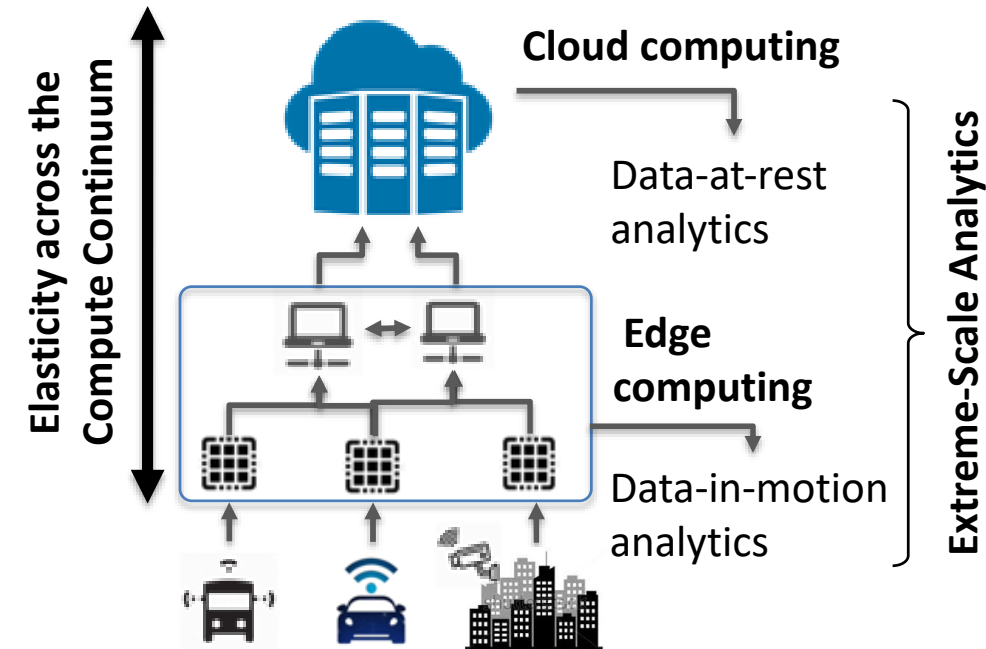 Elasticity across the
Compute Continuum
Cloud computing
Data-at-rest
analytics
Edge
computing
Data-in-motion
analytics
Extreme-Scale Analytics